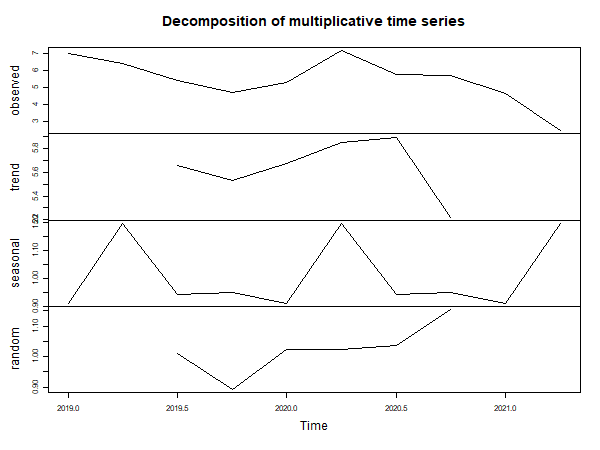 Decomposition of multiplicative time series
observed
3 4 5 6 7
trend
5.2 5.4 5.6 5.8
seasonal
0.90 1.00 1.10 1.20
random
0.90 1.00 1.10
2019.0 2019.5 2020.0 2020.5 2021.0
Time